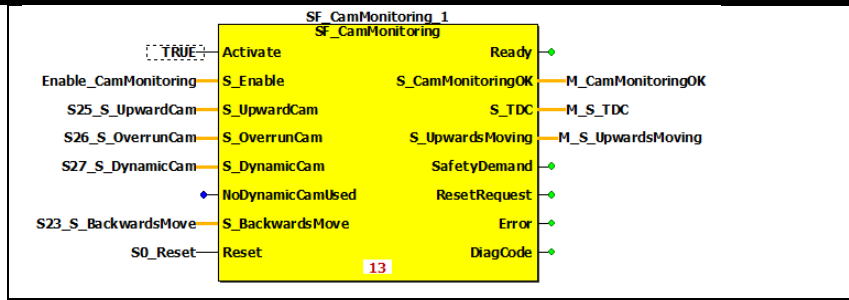 SF_CamMonitoring_1
SF_CamMonitoring
TRUE Activate Ready
Enable_CamMonitoring S_Enable S_CamMonitoringOK M_CamMonitoringOK
S25_S_UpwardCam S_UpwardCam S_TDC M_S_TDC
S26_S_OverrunCam S_OverrunCam S_UpwardsMoving M_S_UpwardsMoving
S27_S_DynamicCam S_DynamicCam SafetyDemand
NoDynamicCamUsed ResetRequest
S23_S_BackwardsMove S_BackwardsMove Error
S0_Reset Reset DiagCode
13